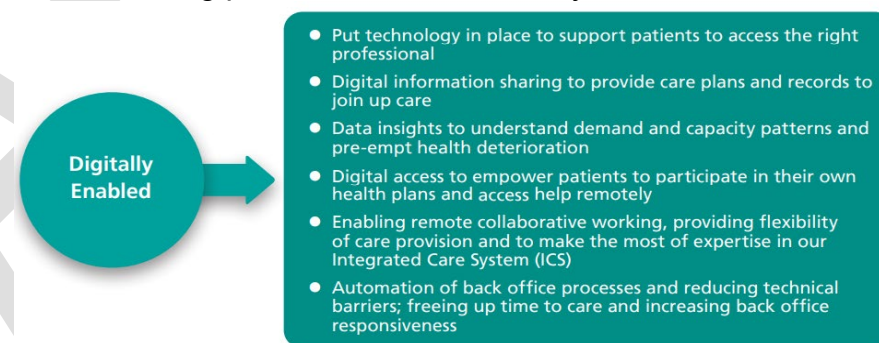 Digitally
Enabled
● Put technology in place to support patients to access the right
professional
● Digital information sharing to provide care plans and records to
join up care
● Data insights to understand demand and capacity patterns and
pre-empt health deterioration
● Digital access to empower patients to participate in their own
health plans and access help remotely
● Enabling remote collaborative working, providing flexibility
of care provision and to make the most of expertise in our
Integrated Care System (ICS)
● Automation of back office processes and reducing technical
barriers; freeing up time to care and increasing back office
responsiveness